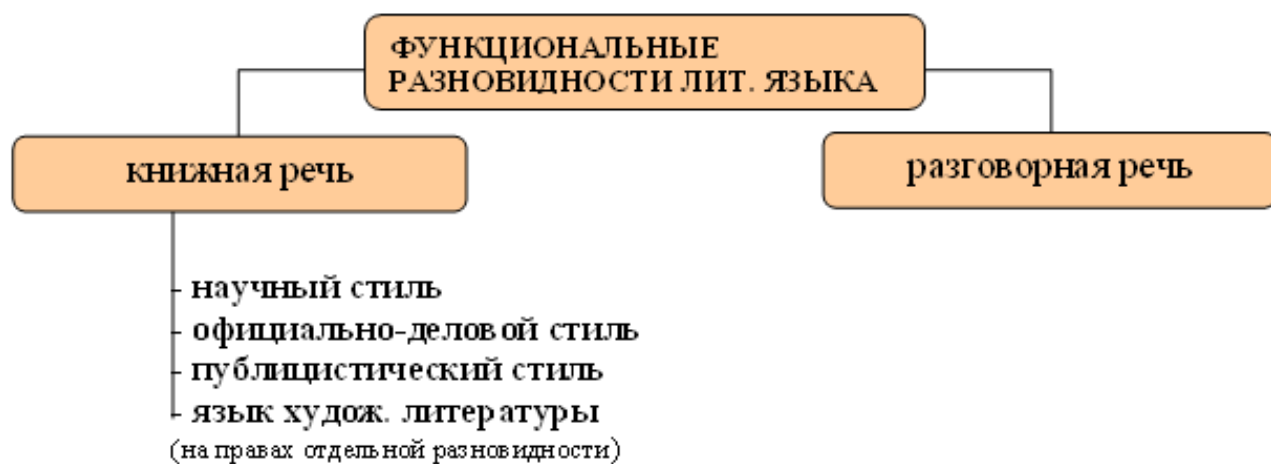 ФУНКЦИОНАЛЬНЫЕ
РАЗНОВИДНОСТИ ЛИТ. ЯЗЫКА
книжная речь
разговорная речь
- научный стиль
- официально-деловой стиль
- публицистический стиль
- язык худож. литературы
(на правах отдельной разновидности)